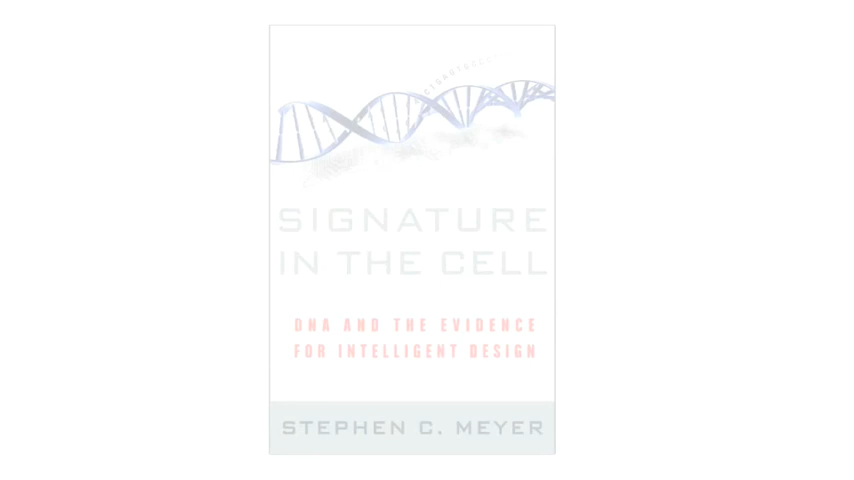 SIGNATURE
IN THE CELL
DNA AND THE EVIDENCE
FOR INTELLIGENT DESIGN
STEPHEN C. MEYER